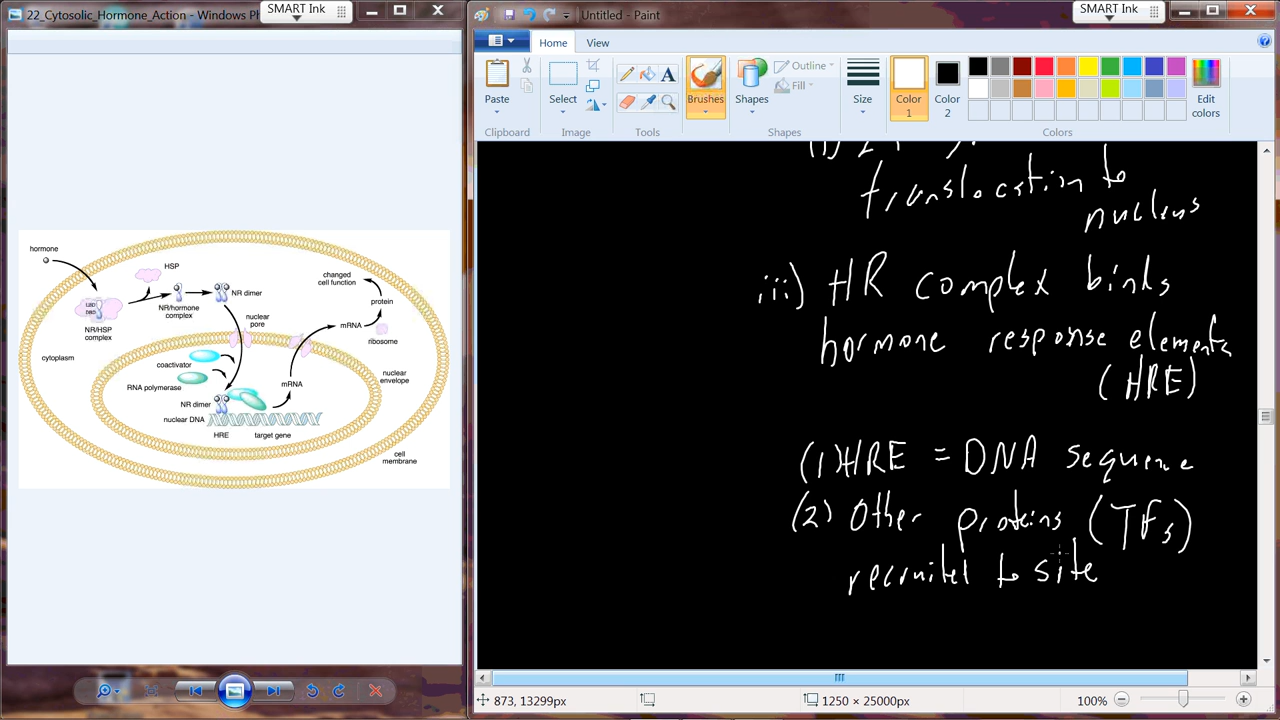 22_Cytosolic_Hormone_Action - Windows Ph
SMART Ink
Untitled - Paint
SMART Ink
Home
View
Paste
Select
Brushes
Shapes
Outline
Fill
Size
Color 1
Color 2
Edit colors
Clipboard
Image
Tools
Shapes
Colors
hormone
HSP
LBD
DBD
NR/HSP complex
NR/hormone complex
NR dimer
changed cell function
protein
mRNA
ribosome
nuclear pore
cytoplasm
coactivator
RNA polymerase
mRNA
nuclear envelope
NR dimer
nuclear DNA
HRE
target gene
cell membrane
translocation to
nucleus
iii) HR complex binds
hormone response elements
(HRE)
(1) HRE = DNA sequence
(2) Other proteins (TFs)
recruited to site
873, 13299px
1250 × 25000px
100%